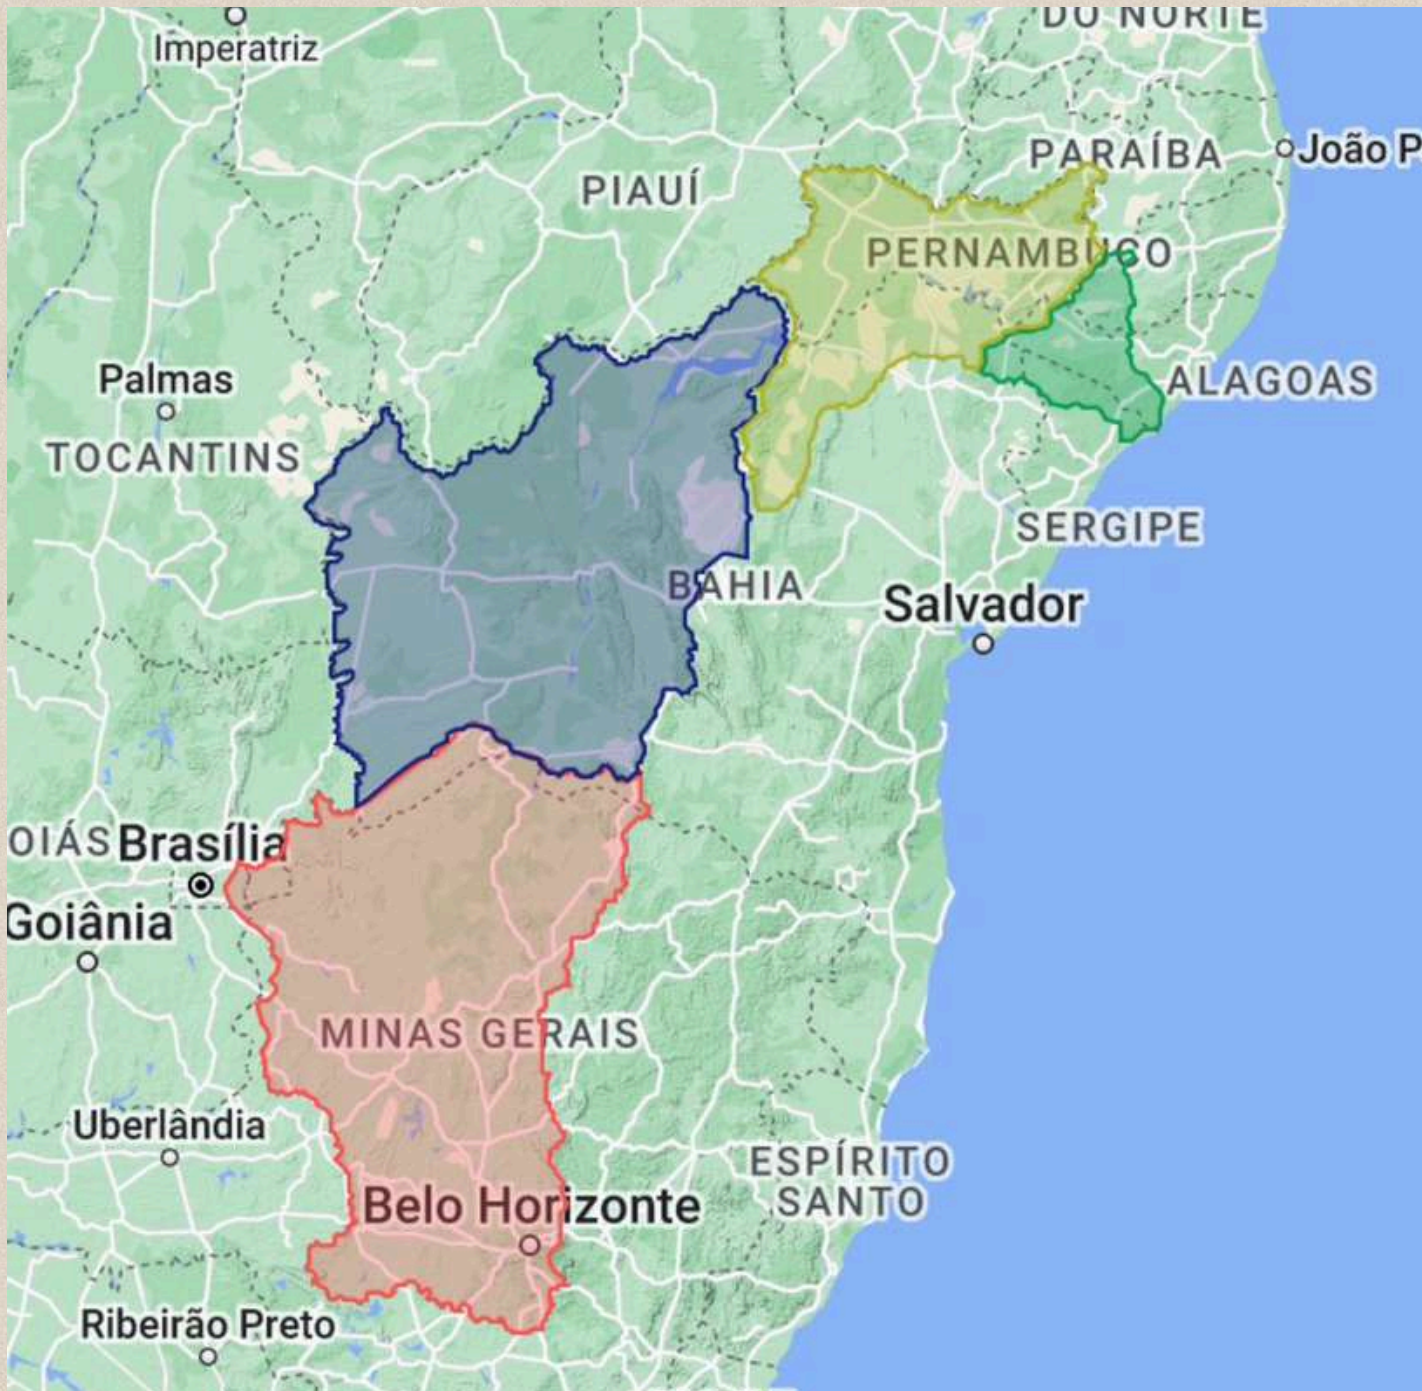 DO NORTE
Imperatriz
PARAÍBA
João P
PIAUÍ
PERNAMBUCO
Palmas
ALAGOAS
TOCANTINS
SERGIPE
BAHIA
Salvador
OIÁS
Brasília
Goiânia
MINAS GERAIS
Uberlândia
ESPÍRITO
SANTO
Belo Horizonte
Ribeirão Preto